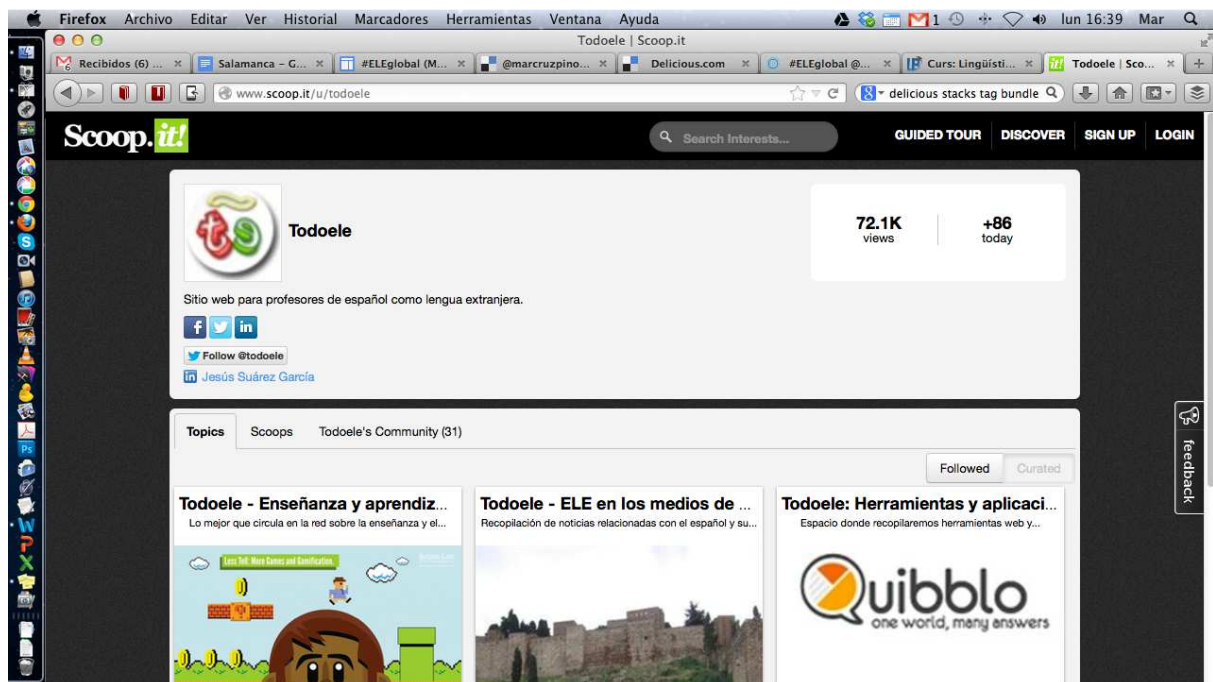 Firefox Archivo Editar Ver Historial Marcadores Herramientas Ventana Ayuda 1 lun 16:39 Mar
Todoele | Scoop.it
Recibidos (6) ... Salamanca – G... #ELEglobal (M... @marcruzpino... Delicious.com #ELEglobal @... Curs: Lingüísti... Todoele | Sco...
www.scoop.it/u/todoele delicious stacks tag bundle
Scoop.it! Search Interests... GUIDED TOUR DISCOVER SIGN UP LOGIN
Todoele
72.1K +86
views today
Sitio web para profesores de español como lengua extranjera.
Follow @todoele
Jesús Suárez García
feedback
Topics Scoops Todoele's Community (31)
Followed Curated
Todoele - Enseñanza y aprendiz...
Lo mejor que circula en la red sobre la enseñanza y el...
Less Tell: More Games and Gamification.
Todoele - ELE en los medios de ...
Recopilación de noticias relacionadas con el español y su...
Todoele: Herramientas y aplicaci...
Espacio donde recopilaremos herramientas web y...
Quibblo
one world, many answers